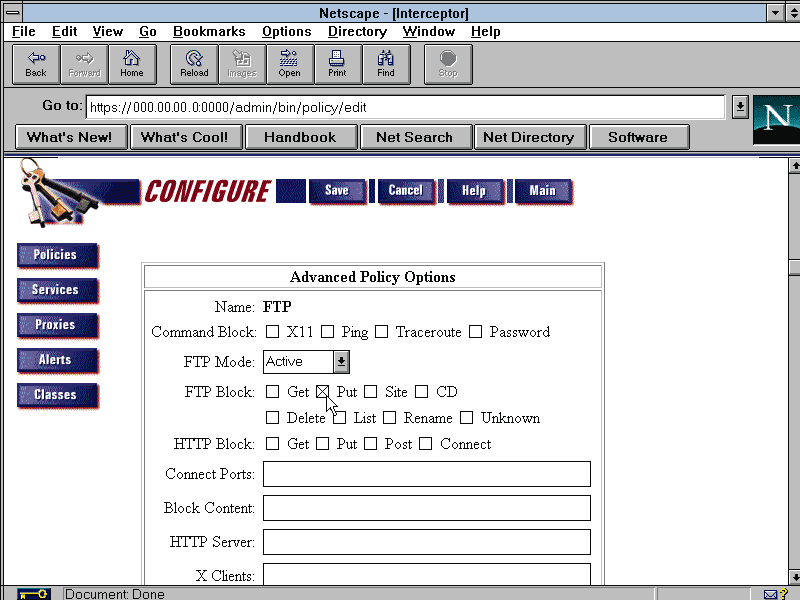 Netscape - [Interceptor]
File Edit View Go Bookmarks Options Directory Window Help
Back Forward Home Reload Images Open Print Find Stop
Go to: https://000.00.00.0:0000/admin/bin/policy/edit
N
What's New! What's Cool! Handbook Net Search Net Directory Software
CONFIGURE Save Cancel Help Main
Policies
Services
Proxies
Alerts
Classes
Advanced Policy Options
Name: FTP
Command Block: X11 Ping Traceroute Password
FTP Mode: Active
FTP Block: Get Put Site CD
Delete List Rename Unknown
HTTP Block: Get Put Post Connect
Connect Ports:
Block Content:
HTTP Server:
X Clients:
Document: Done